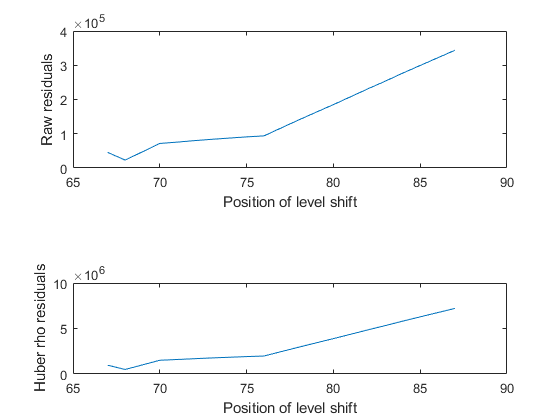 ×10^5
4
3
2
1
0
Raw residuals
65 70 75 80 85 90
Position of level shift
×10^6
10
5
0
Huber rho residuals
65 70 75 80 85 90
Position of level shift